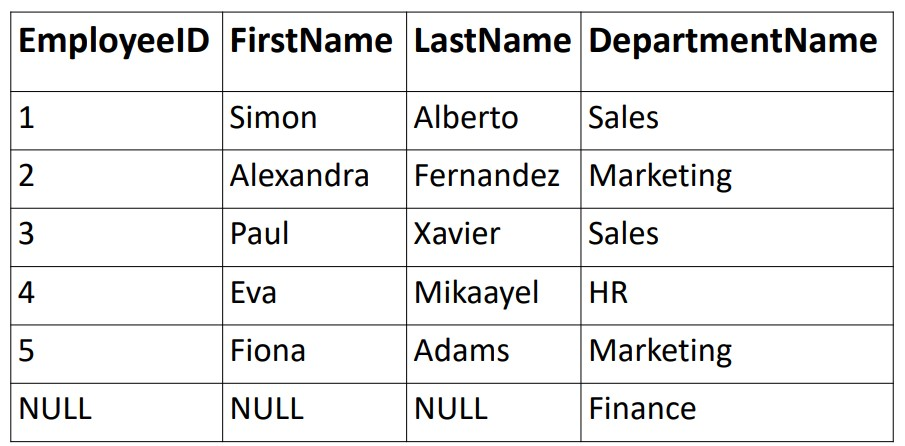 EmployeeID FirstName LastName DepartmentName
1 Simon Alberto Sales
2 Alexandra Fernandez Marketing
3 Paul Xavier Sales
4 Eva Mikaayel HR
5 Fiona Adams Marketing
NULL NULL NULL Finance